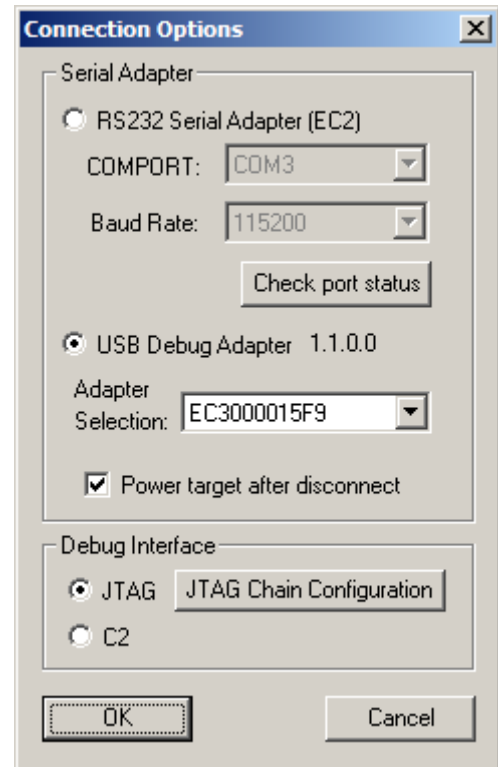 Connection Options
Serial Adapter
RS232 Serial Adapter (EC2)
COMPORT: COM3
Baud Rate: 115200
Check port status
USB Debug Adapter 1.1.0.0
Adapter
Selection: EC3000015F9
Power target after disconnect
Debug Interface
JTAG JTAG Chain Configuration
C2
OK Cancel